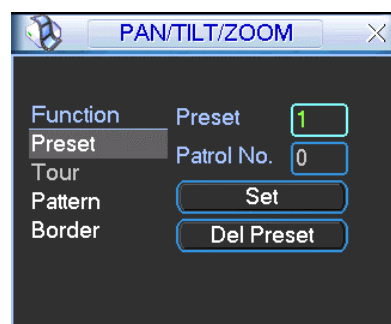 PAN/TILT/ZOOM
Function
Preset
Tour
Pattern
Border
Preset 1
Patrol No. 0
Set
Del Preset